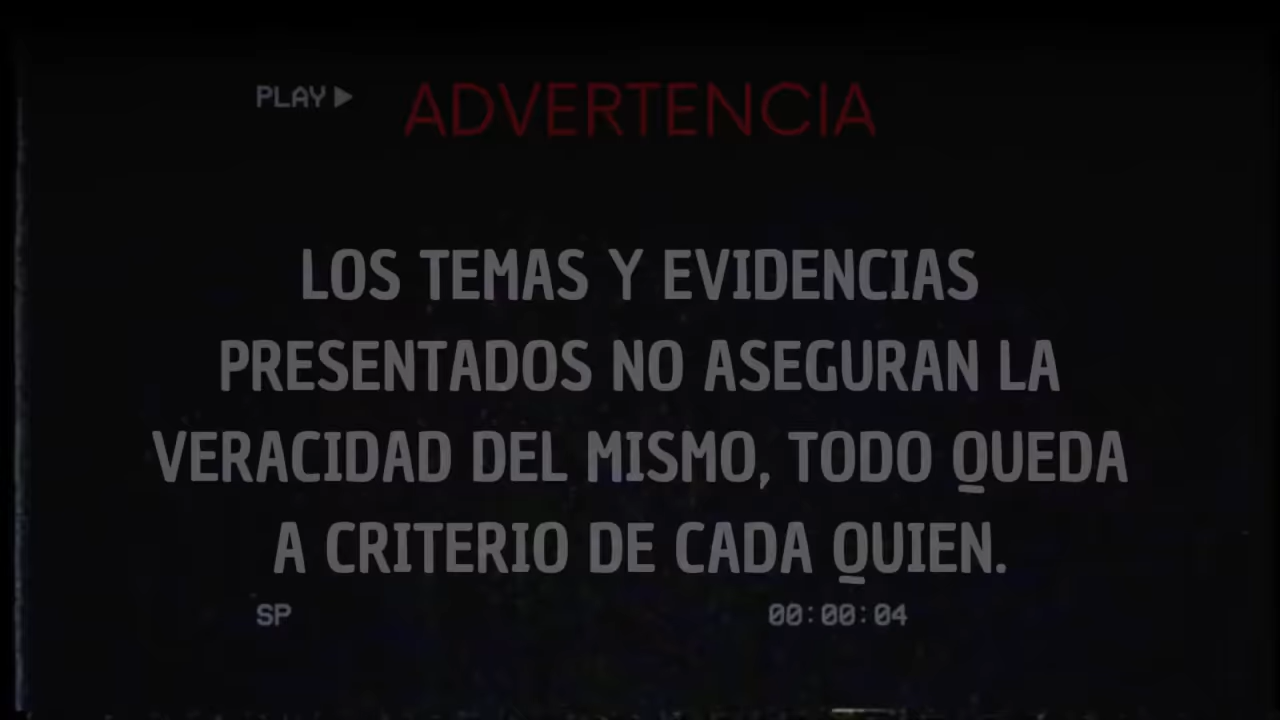 PLAY ▶ ADVERTENCIA
LOS TEMAS Y EVIDENCIAS
PRESENTADOS NO ASEGURAN LA
VERACIDAD DEL MISMO, TODO QUEDA
A CRITERIO DE CADA QUIEN.
SP 00:00:04